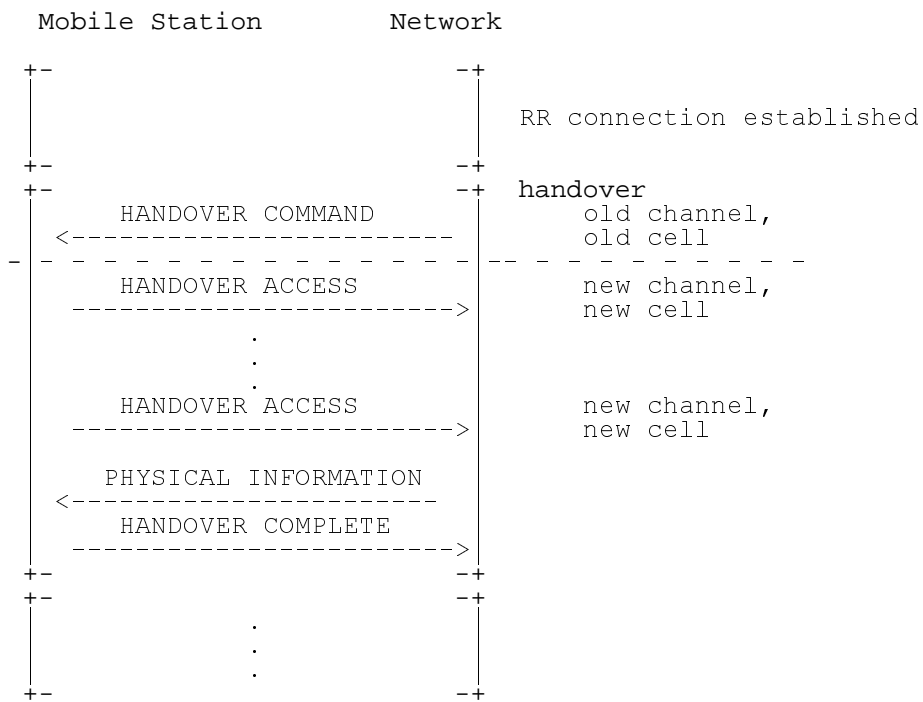 Mobile Station Network
RR connection established
handover
HANDOVER COMMAND old channel,
<------------------------ old cell
HANDOVER ACCESS new channel,
------------------------> new cell
.
.
.
HANDOVER ACCESS new channel,
------------------------> new cell
PHYSICAL INFORMATION
<-----------------------
HANDOVER COMPLETE
------------------------>
.
.
.